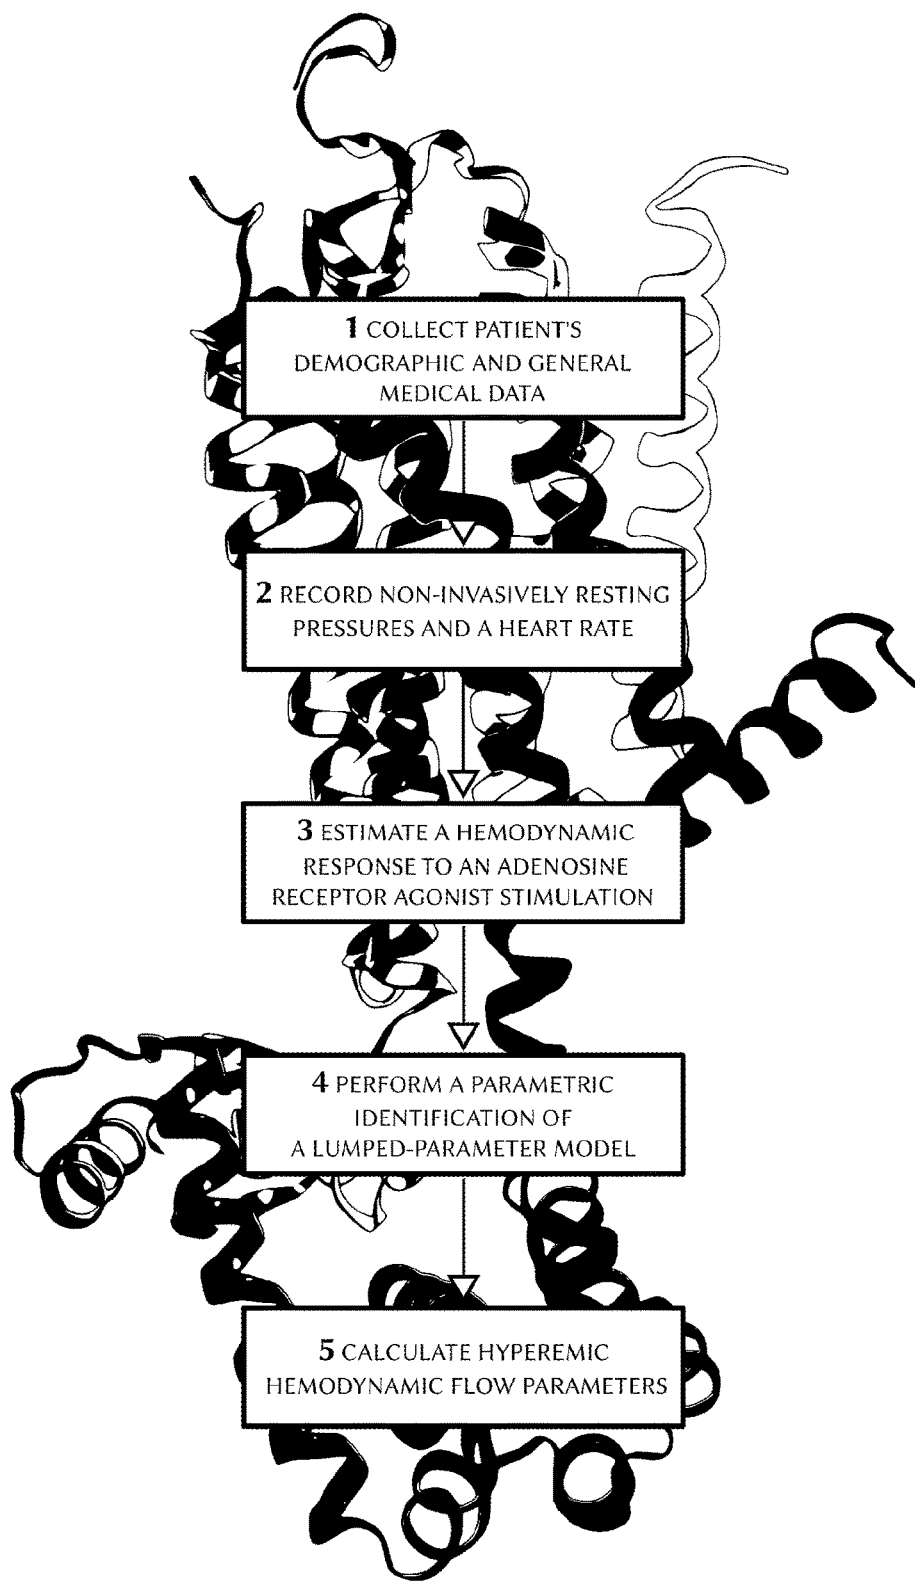 1 COLLECT PATIENT'S
DEMOGRAPHIC AND GENERAL
MEDICAL DATA
2 RECORD NON-INVASIVELY RESTING
PRESSURES AND A HEART RATE
3 ESTIMATE A HEMODYNAMIC
RESPONSE TO AN ADENOSINE
RECEPTOR AGONIST STIMULATION
4 PERFORM A PARAMETRIC
IDENTIFICATION OF
A LUMPED-PARAMETER MODEL
5 CALCULATE HYPEREMIC
HEMODYNAMIC FLOW PARAMETERS